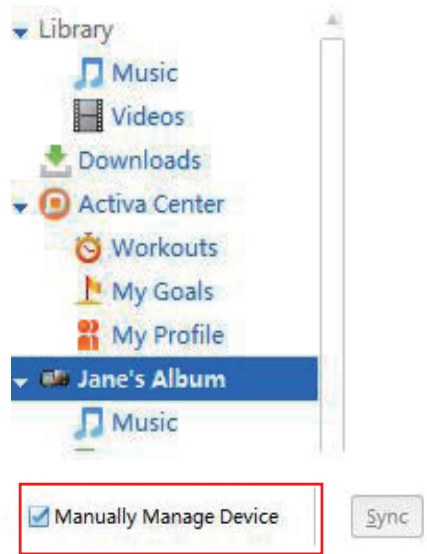 Library
Music
Videos
Downloads
Activa Center
Workouts
My Goals
My Profile
Jane's Album
Music
Manually Manage Device
Sync